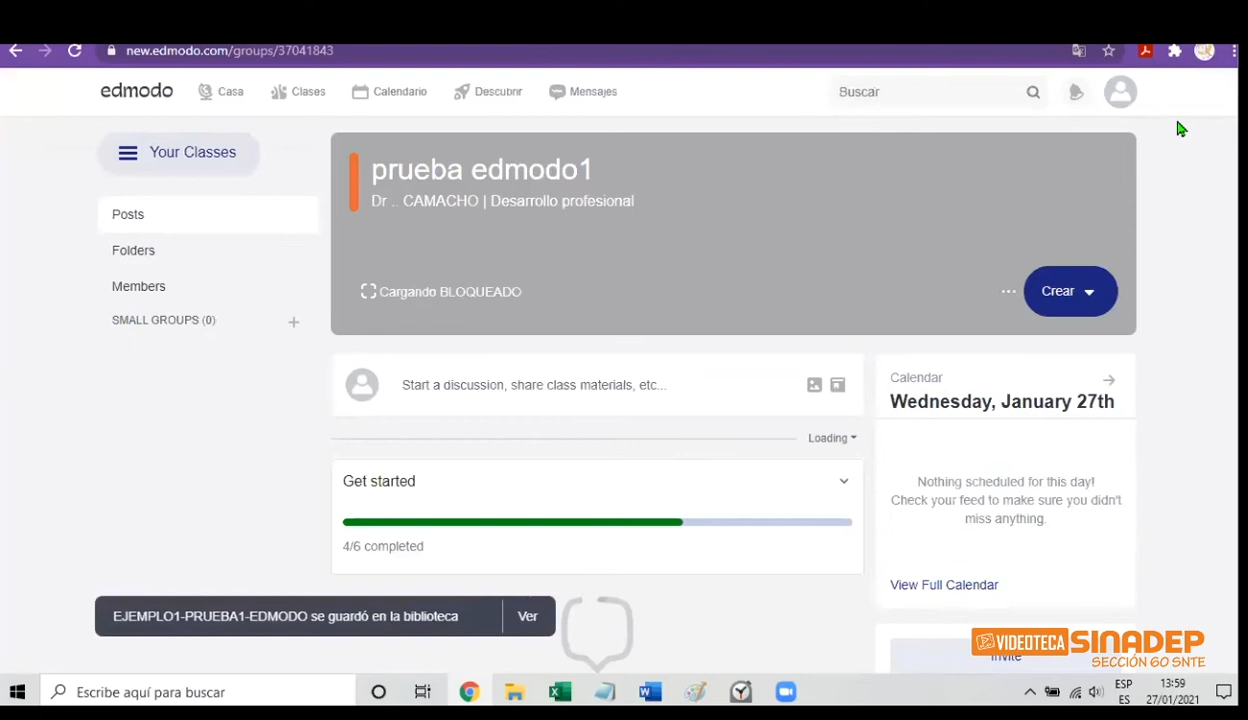 new.edmodo.com/groups/37041843
edmodo
Casa
Clases
Calendario
Descubrir
Mensajes
Buscar
Your Classes
Posts
Folders
Members
SMALL GROUPS (0)
prueba edmodo1
Dr .. CAMACHO | Desarrollo profesional
Cargando BLOQUEADO
Crear
Start a discussion, share class materials, etc...
Loading
Get started
4/6 completed
Calendar
Wednesday, January 27th
Nothing scheduled for this day!
Check your feed to make sure you didn't
miss anything.
View Full Calendar
Invite
EJEMPLO1-PRUEBA1-EDMODO se guardó en la biblioteca
Ver
VIDEOTECA SINADEP
SECCIÓN 60 SNTE
Escribe aquí para buscar
ESP
ES
13:59
27/01/2021